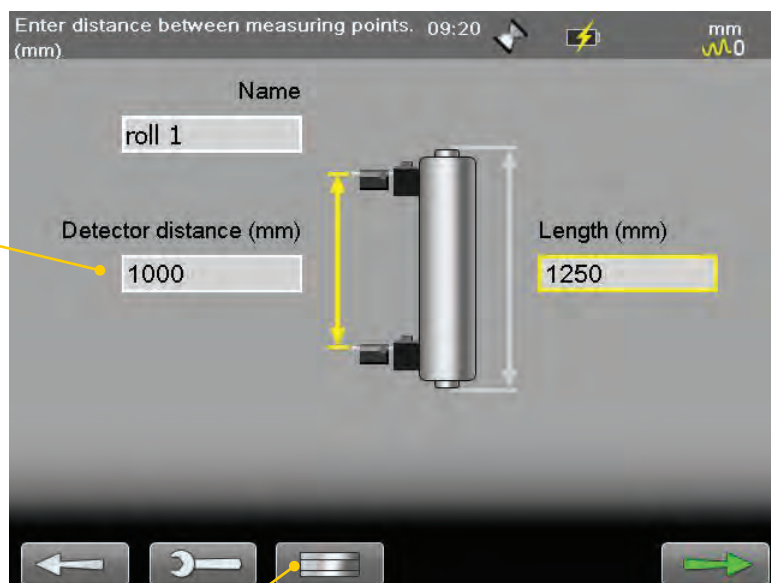 Enter distance between measuring points. 09:20
(mm)
mm
0
Name
roll 1
Detector distance (mm)
1000
Length (mm)
1250